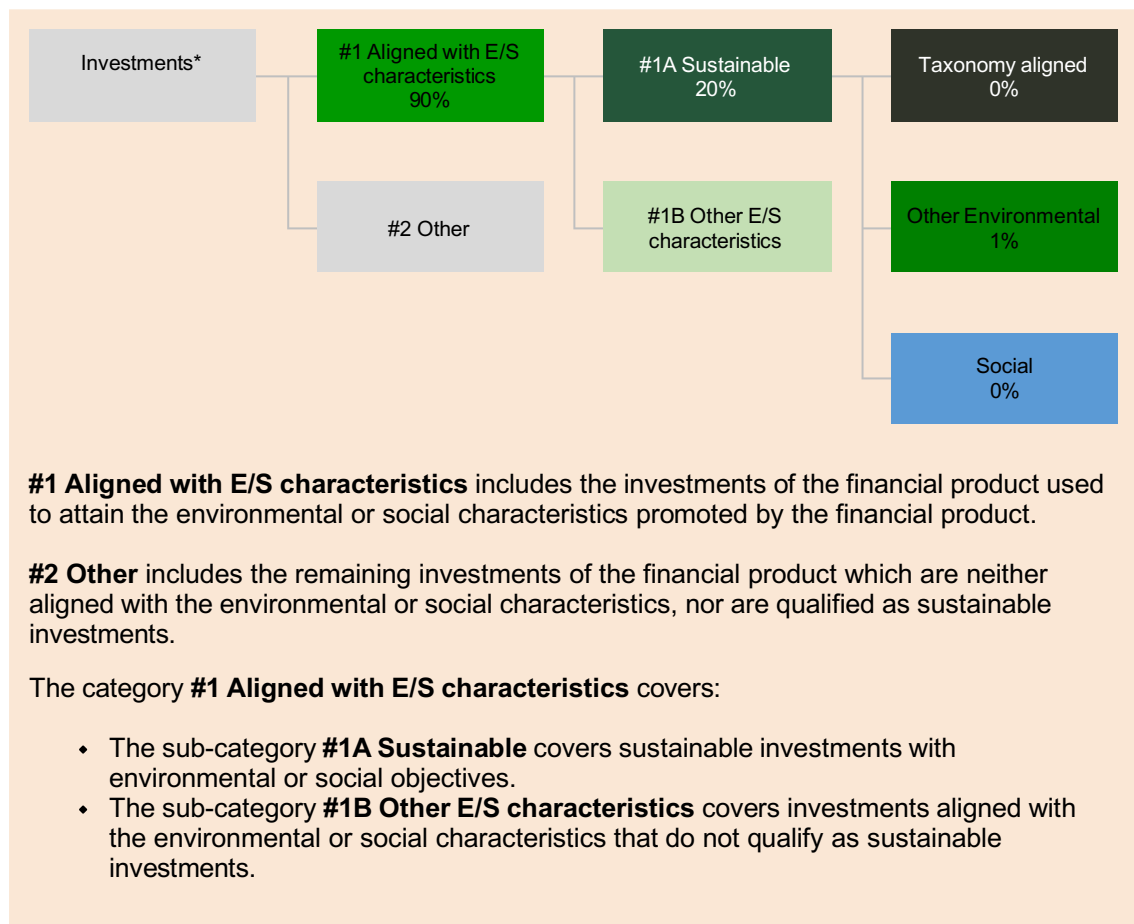 Investments*
#1 Aligned with E/S
characteristics
90%
#1A Sustainable
20%
Taxonomy aligned
0%
#2 Other
#1B Other E/S
characteristics
Other Environmental
1%
Social
0%
#1 Aligned with E/S characteristics includes the investments of the financial product used
to attain the environmental or social characteristics promoted by the financial product.
#2 Other includes the remaining investments of the financial product which are neither
aligned with the environmental or social characteristics, nor are qualified as sustainable
investments.
The category #1 Aligned with E/S characteristics covers:
• The sub-category #1A Sustainable covers sustainable investments with
environmental or social objectives.
• The sub-category #1B Other E/S characteristics covers investments aligned with
the environmental or social characteristics that do not qualify as sustainable
investments.